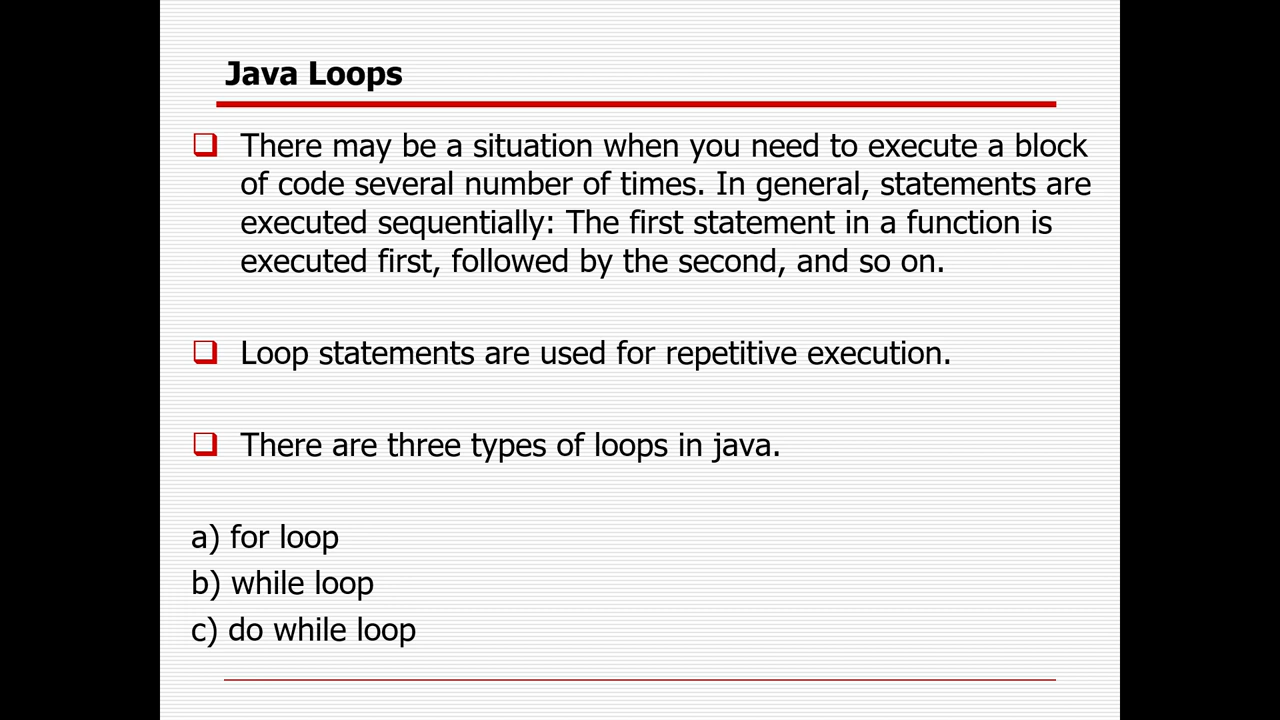 Java Loops
There may be a situation when you need to execute a block
of code several number of times. In general, statements are
executed sequentially: The first statement in a function is
executed first, followed by the second, and so on.
Loop statements are used for repetitive execution.
There are three types of loops in java.
a) for loop
b) while loop
c) do while loop